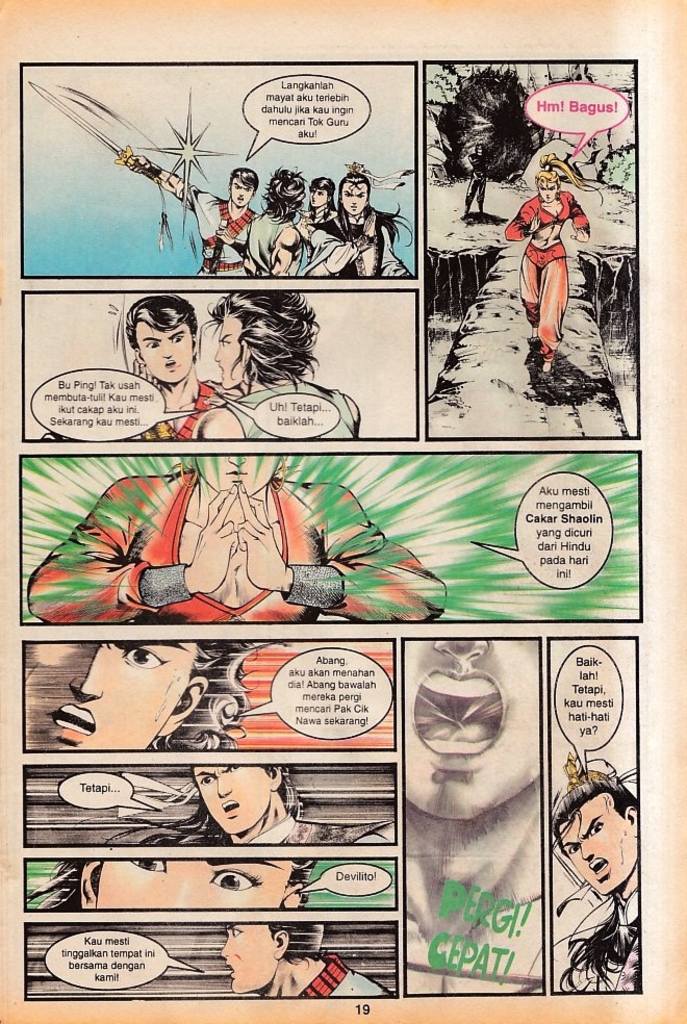 Langkahlah
mayat aku terlebih
dahulu jika kau ingin
mencari Tok Guru
aku!
Hm! Bagus!
Bu Ping! Tak usah
membuta-tuli! Kau mesti
ikut cakap aku ini.
Sekarang kau mesti...
Uh! Tetapi...
baiklah...
Aku mesti
mengambil
Cakar Shaolin
yang dicuri
dari Hindu
pada hari
ini!
Abang,
aku akan menahan
dia! Abang bawalah
mereka pergi
mencari Pak Cik
Nawa sekarang!
Tetapi...
Devilito!
Kau mesti
tinggalkan tempat ini
bersama dengan
kami!
PERGI!
CEPAT!
Baik-
lah!
Tetapi,
kau mesti
hati-hati
ya?
19